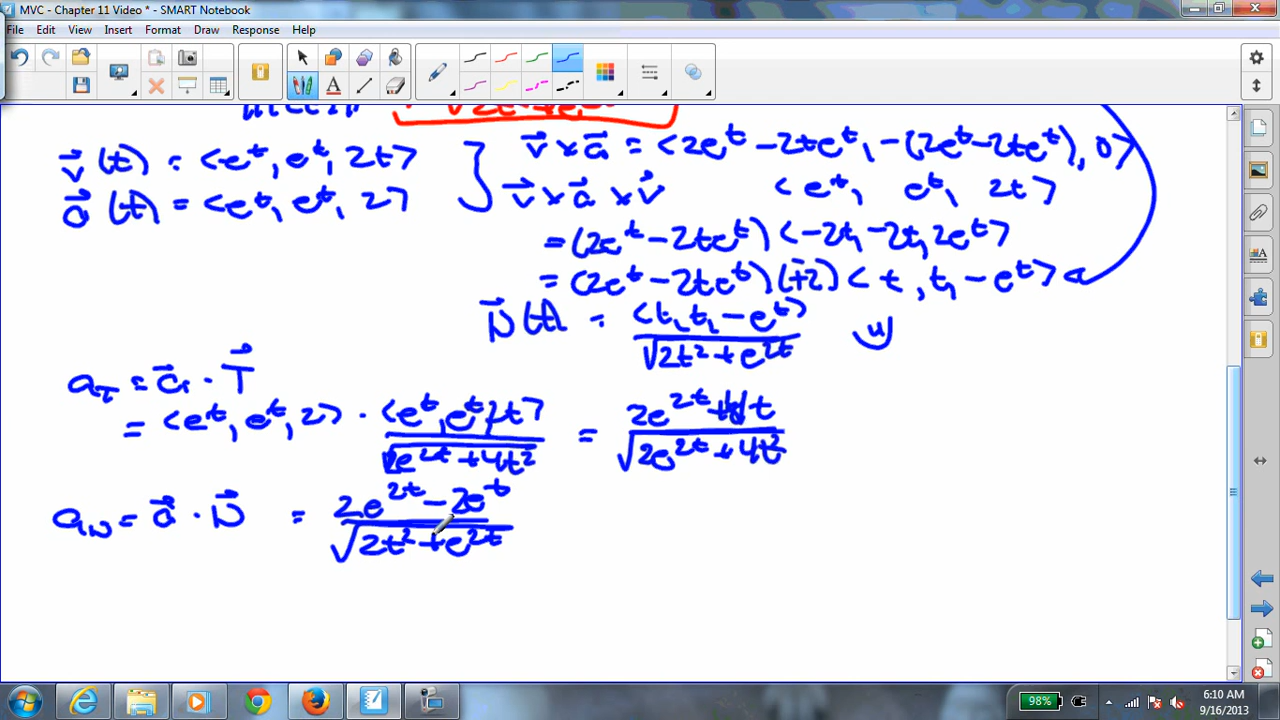 MVC - Chapter 11 Video * - SMART Notebook
File Edit View Insert Format Draw Response Help
v⃗(t) = <e^t, e^t, 2t>
a⃗(t) = <e^t, e^t, 2>
v⃗ x a⃗ = <2e^t - 2te^t, -(2e^t - 2te^t), 0>
v⃗ x a⃗ x v⃗ <e^t, e^t, 2t>
= (2e^t - 2te^t) <-2t, -2t, 2e^t>
= (2e^t - 2te^t)(-2) <t, t, -e^t>
N⃗(t) = <t, t, -e^t> / √(2t² + e^2t)
a_T = a⃗ · T⃗
= <e^t, e^t, 2> · <e^t, e^t, 2t> / √(2e^2t + 4t²) = 2e^2t + 4t / √(2e^2t + 4t²)
a_N = a⃗ · N⃗ = 2e^2t - 2e^t / √(2t² + e^2t)
98%
6:10 AM
9/16/2013